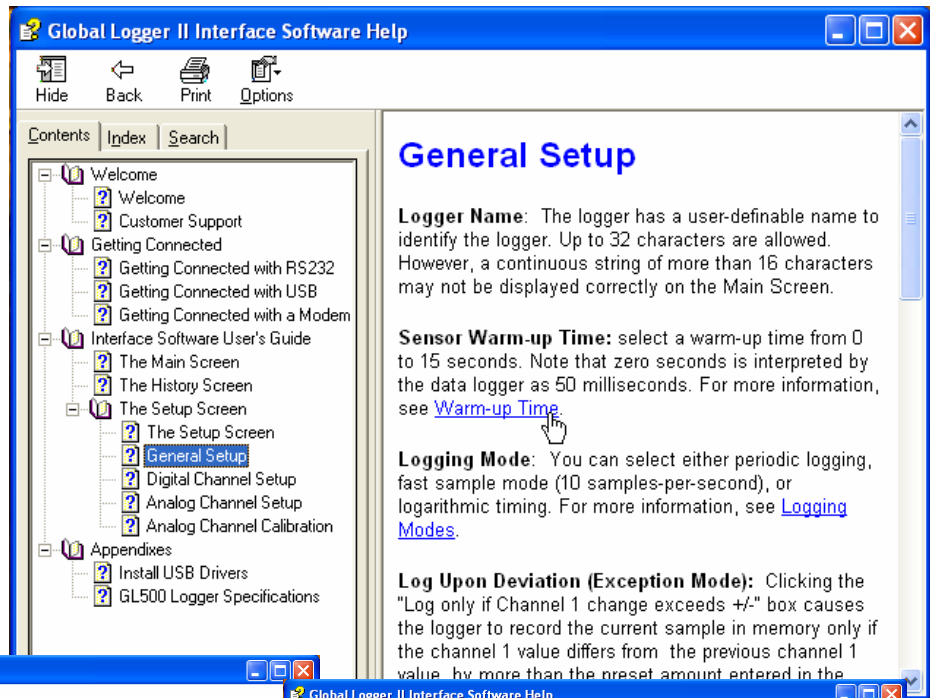 Global Logger II Interface Software Help
Hide Back Print Options
Contents Index Search
Welcome
Welcome
Customer Support
Getting Connected
Getting Connected with RS232
Getting Connected with USB
Getting Connected with a Modem
Interface Software User's Guide
The Main Screen
The History Screen
The Setup Screen
The Setup Screen
General Setup
Digital Channel Setup
Analog Channel Setup
Analog Channel Calibration
Appendixes
Install USB Drivers
GL500 Logger Specifications
General Setup
Logger Name: The logger has a user-definable name to
identify the logger. Up to 32 characters are allowed.
However, a continuous string of more than 16 characters
may not be displayed correctly on the Main Screen.
Sensor Warm-up Time: select a warm-up time from 0
to 15 seconds. Note that zero seconds is interpreted by
the data logger as 50 milliseconds. For more information,
see Warm-up Time.
Logging Mode: You can select either periodic logging,
fast sample mode (10 samples-per-second), or
logarithmic timing. For more information, see Logging
Modes.
Log Upon Deviation (Exception Mode): Clicking the
"Log only if Channel 1 change exceeds +/-" box causes
the logger to record the current sample in memory only if
the channel 1 value differs from the previous channel 1
value by more than the preset amount entered in the
Global Logger II Interface Software Help